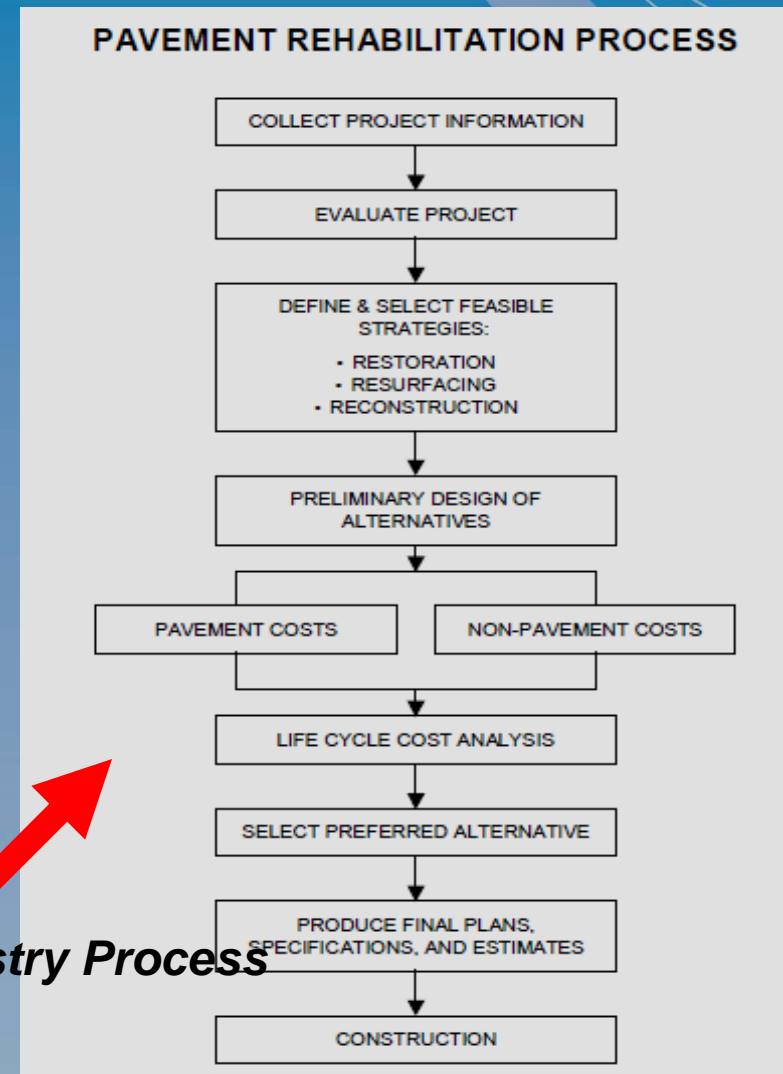 PAVEMENT REHABILITATION PROCESS
COLLECT PROJECT INFORMATION
EVALUATE PROJECT
DEFINE & SELECT FEASIBLE
STRATEGIES:
• RESTORATION
• RESURFACING
• RECONSTRUCTION
PRELIMINARY DESIGN OF
ALTERNATIVES
PAVEMENT COSTS
NON-PAVEMENT COSTS
LIFE CYCLE COST ANALYSIS
SELECT PREFERRED ALTERNATIVE
PRODUCE FINAL PLANS,
SPECIFICATIONS, AND ESTIMATES
stry Process
CONSTRUCTION